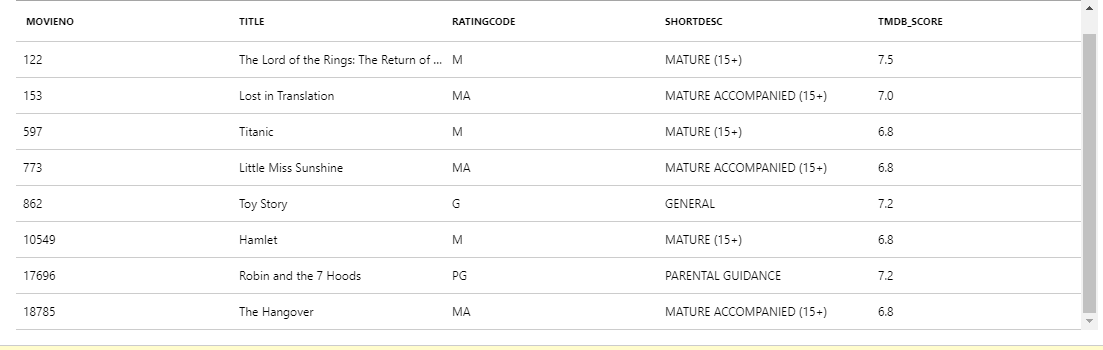 MOVIENO TITLE RATINGCODE SHORTDESC TMDB_SCORE
122 The Lord of the Rings: The Return of ... M MATURE (15+) 7.5
153 Lost in Translation MA MATURE ACCOMPANIED (15+) 7.0
597 Titanic M MATURE (15+) 6.8
773 Little Miss Sunshine MA MATURE ACCOMPANIED (15+) 6.8
862 Toy Story G GENERAL 7.2
10549 Hamlet M MATURE (15+) 6.8
17696 Robin and the 7 Hoods PG PARENTAL GUIDANCE 7.2
18785 The Hangover MA MATURE ACCOMPANIED (15+) 6.8